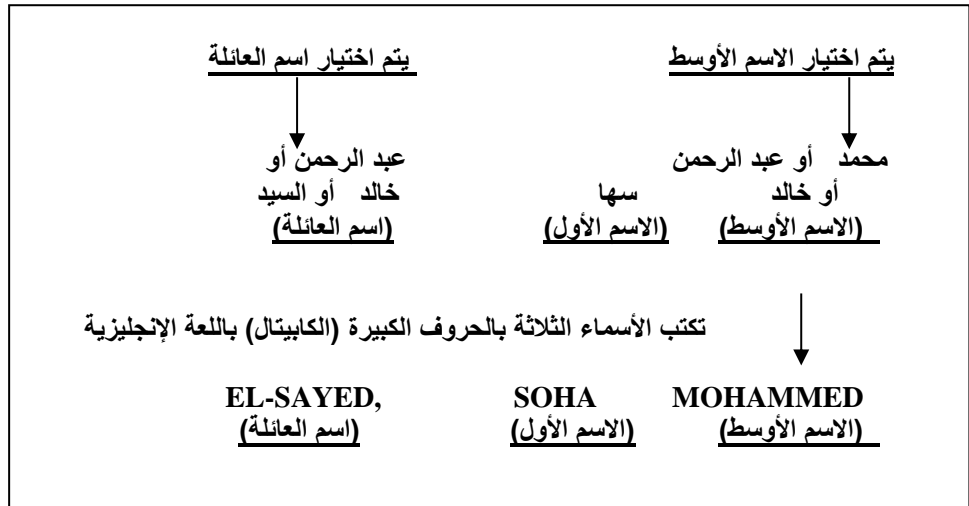 يتم اختيار الاسم الأوسط يتم اختيار اسم العائلة
محمد أو عبد الرحمن عبد الرحمن أو
أو خالد سها خالد أو السيد
(الاسم الأوسط) (الاسم الأول) (اسم العائلة)
تكتب الأسماء الثلاثة بالحروف الكبيرة (الكابيتال) باللعة الإنجليزية
EL-SAYED, SOHA MOHAMMED
(الاسم الأوسط) (الاسم الأول) (اسم العائلة)